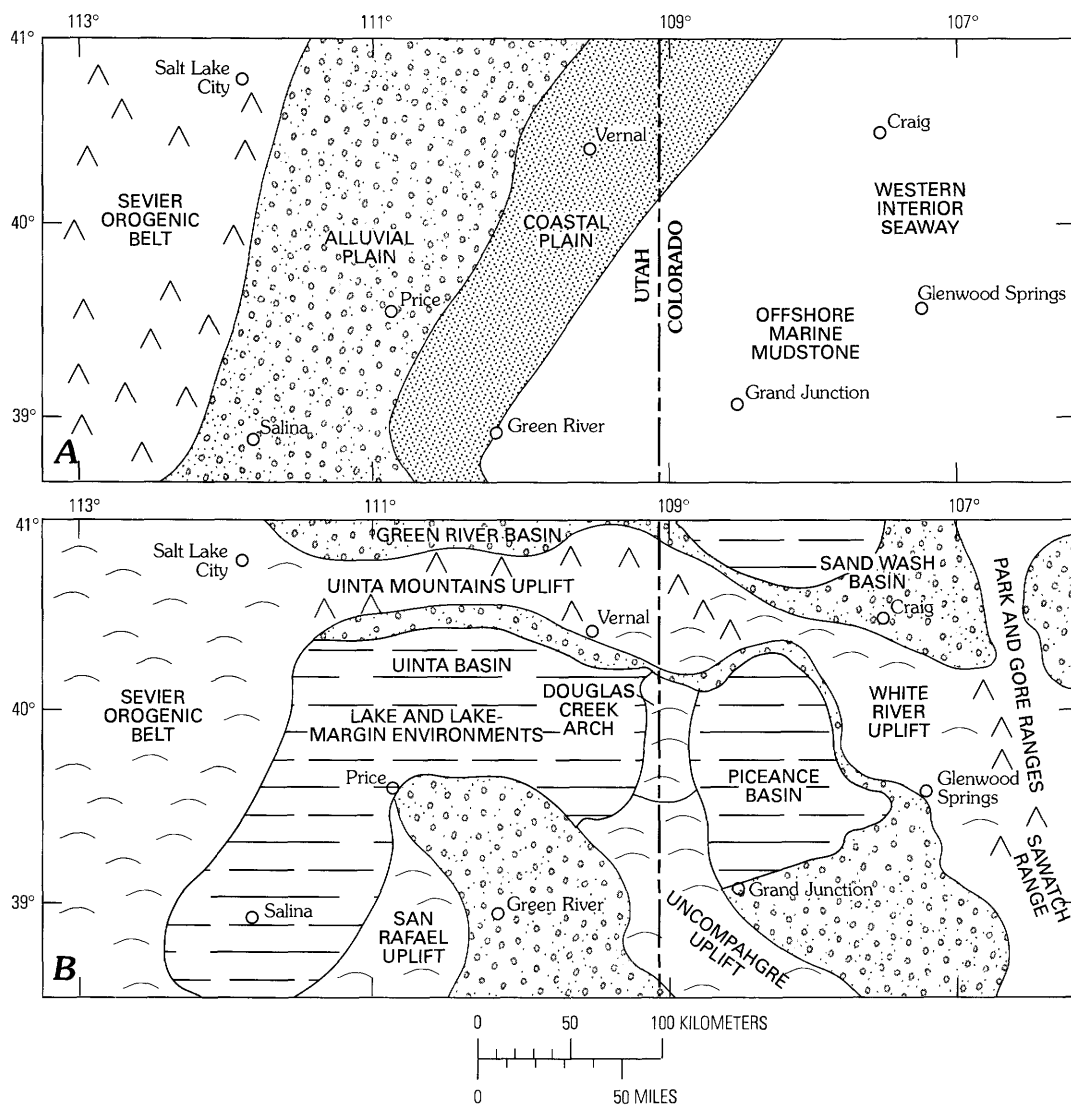 113°
111°
109°
107°
41°
Salt Lake
City
Craig
Vernal
SEVIER
OROGENIC
BELT
WESTERN
INTERIOR
SEAWAY
40°
ALLUVIAL
PLAIN
COASTAL
PLAIN
UTAH
COLORADO
Price
Glenwood Springs
OFFSHORE
MARINE
MUDSTONE
Grand Junction
39°
Salina
Green River
A
113°
111°
109°
107°
41°
GREEN RIVER BASIN
Salt Lake
City
SAND WASH
BASIN
UINTA MOUNTAINS UPLIFT
Craig
Vernal
PARK AND GORE RANGES
SAWATCH
RANGE
UINTA BASIN
SEVIER
OROGENIC
BELT
DOUGLAS
CREEK
ARCH
WHITE
RIVER
UPLIFT
40°
LAKE AND LAKE-
MARGIN ENVIRONMENTS
Price
PICEANCE
BASIN
Glenwood
Springs
Grand Junction
39°
Salina
Green River
SAN
RAFAEL
UPLIFT
UNCOMPAHGRE
UPLIFT
B
0 50 100 KILOMETERS
0 50 MILES